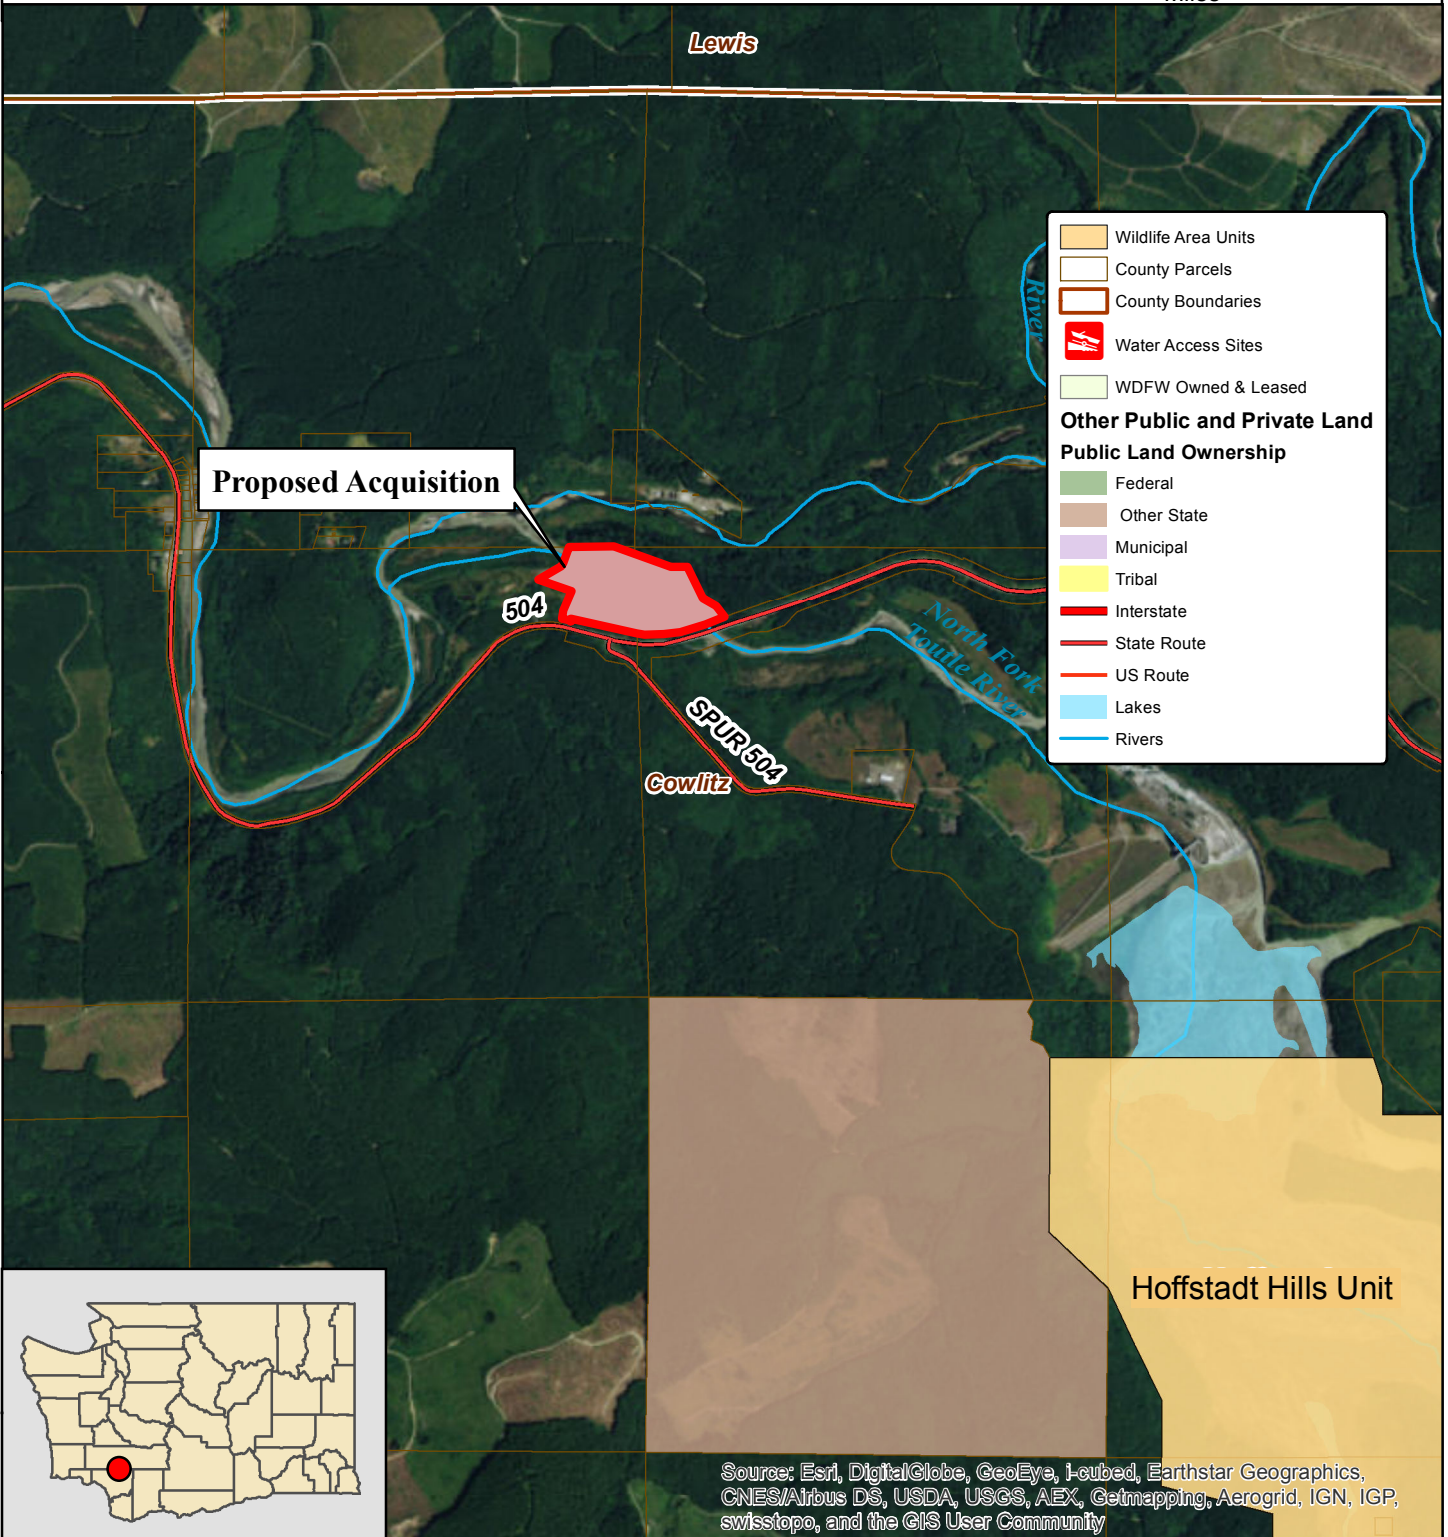 Lewis
Wildlife Area Units
County Parcels
County Boundaries
Water Access Sites
WDFW Owned & Leased
Other Public and Private Land
Public Land Ownership
Federal
Other State
Municipal
Tribal
Interstate
State Route
US Route
Lakes
Rivers
River
Proposed Acquisition
504
North Fork
Toutle River
SPUR 504
Cowlitz
Hoffstadt Hills Unit
Source: Esri, DigitalGlobe, GeoEye, i-cubed, Earthstar Geographics,
CNES/Airbus DS, USDA, USGS, AEX, Getmapping, Aerogrid, IGN, IGP,
swisstopo, and the GIS User Community